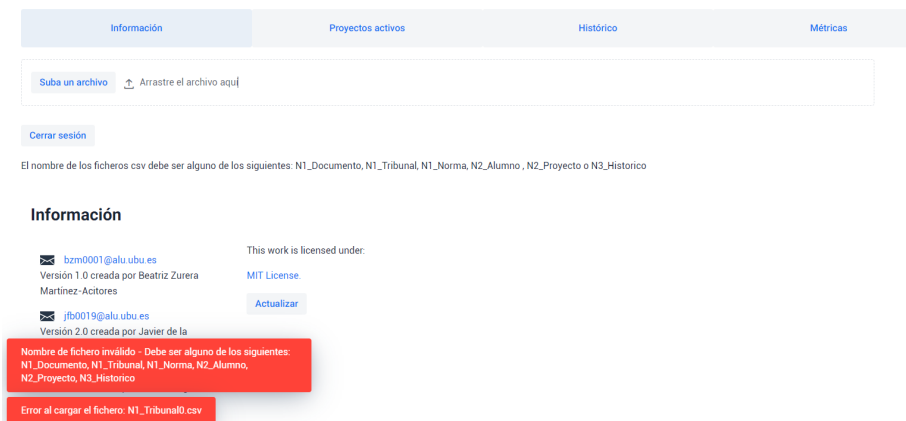 Información Proyectos activos Histórico Métricas
Suba un archivo Arrastre el archivo aquí
Cerrar sesión
El nombre de los ficheros csv debe ser alguno de los siguientes: N1_Documento, N1_Tribunal, N1_Norma, N2_Alumno , N2_Proyecto o N3_Historico
Información
bzm0001@alu.ubu.es
Versión 1.0 creada por Beatriz Zurera
Martínez-Acitores
jfb0019@alu.ubu.es
Versión 2.0 creada por Javier de la
This work is licensed under:
MIT License.
Actualizar
Nombre de fichero inválido - Debe ser alguno de los siguientes:
N1_Documento, N1_Tribunal, N1_Norma, N2_Alumno,
N2_Proyecto, N3_Historico
Error al cargar el fichero: N1_Tribunal0.csv